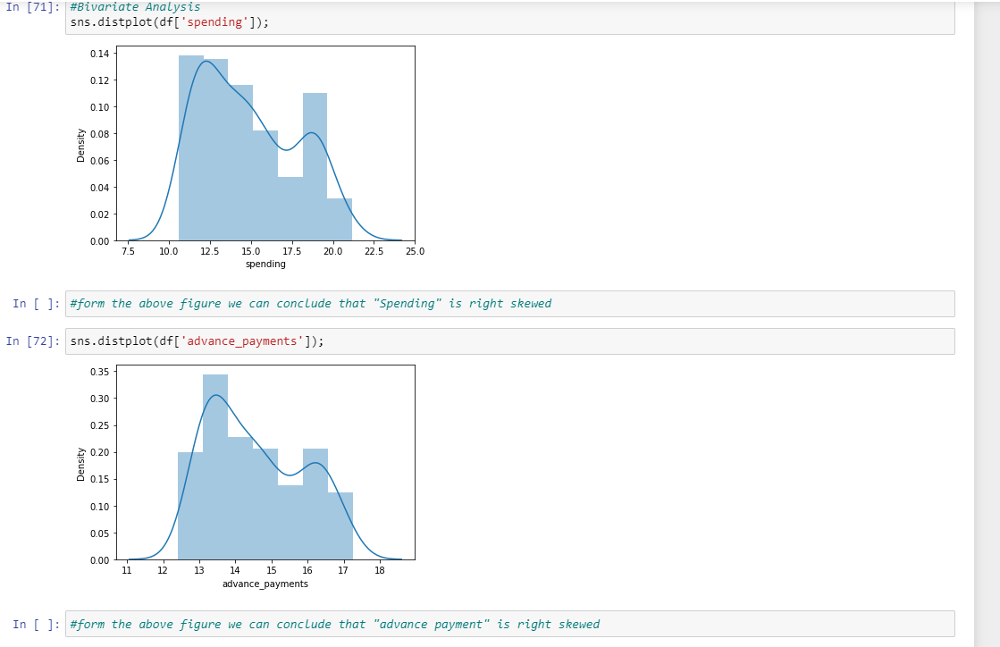 In [71]: #Bivariate Analysis
sns.distplot(df['spending']);
0.14
0.12
0.10
0.08
0.06
0.04
0.02
0.00
Density
7.5 10.0 12.5 15.0 17.5 20.0 22.5 25.0
spending
In [ ]: #form the above figure we can conclude that "Spending" is right skewed
In [72]: sns.distplot(df['advance_payments']);
0.35
0.30
0.25
0.20
0.15
0.10
0.05
0.00
Density
11 12 13 14 15 16 17 18
advance_payments
In [ ]: #form the above figure we can conclude that "advance payment" is right skewed